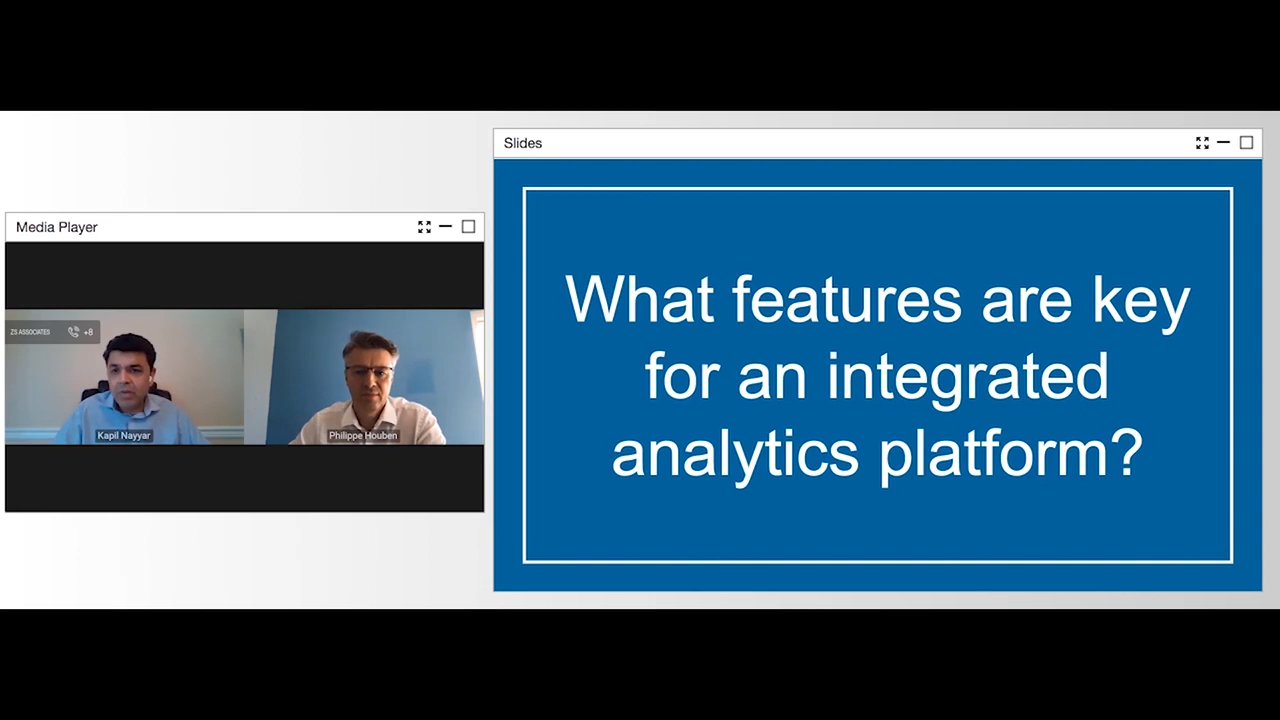 Media Player
ZS ASSOCIATES
+8
Kapil Nayyar
Philippe Houben
Slides
What features are key
for an integrated
analytics platform?